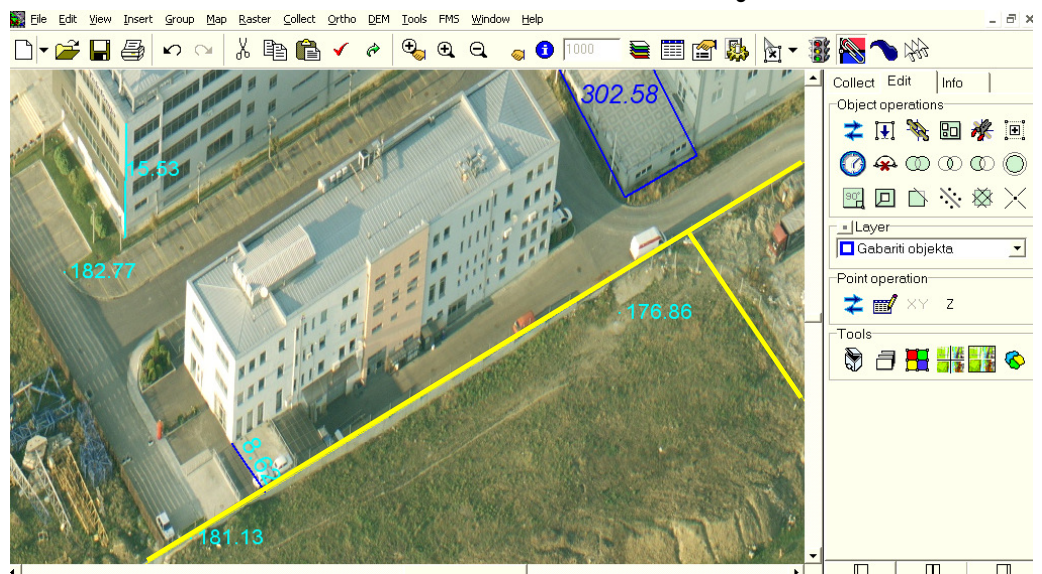 File Edit View Insert Group Map Raster Collect Ortho DEM Tools FMS Window Help
1000
Collect Edit Info
Object operations
90°
Layer
Gabariti objekta
Point operation
XY Z
Tools
302.58
15.53
182.77
176.86
181.13